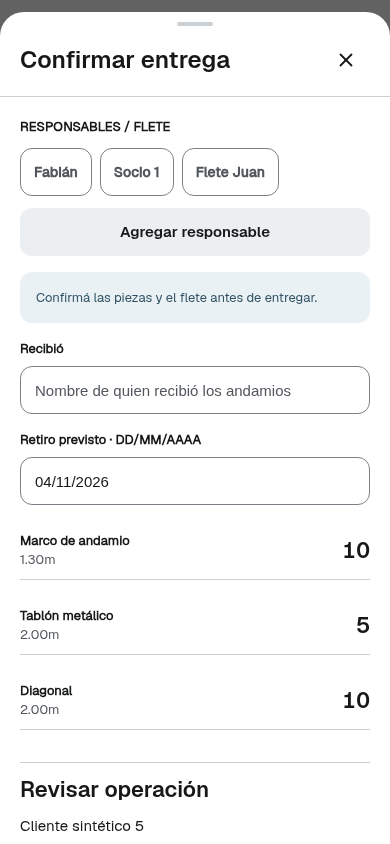 Confirmar entrega
RESPONSABLES / FLETE
Fabián
Socio 1
Flete Juan
Agregar responsable
Confirmá las piezas y el flete antes de entregar.
Recibió
Nombre de quien recibió los andamios
Retiro previsto · DD/MM/AAAA
04/11/2026
Marco de andamio
1.30m
10
Tablón metálico
2.00m
5
Diagonal
2.00m
10
Revisar operación
Cliente sintético 5